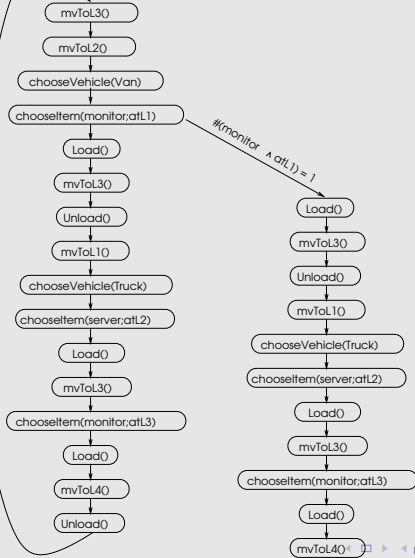 mvToL3()
mvToL2()
chooseVehicle(Van)
chooseItem(monitor;atL1)
Load()
mvToL3()
Unload()
mvToL1()
chooseVehicle(Truck)
chooseItem(server;atL2)
Load()
mvToL3()
chooseItem(monitor;atL3)
Load()
mvToL4()
Unload()
#(monitor ∧ atL1) = 1
Load()
mvToL3()
Unload()
mvToL1()
chooseVehicle(Truck)
chooseItem(server;atL2)
Load()
mvToL3()
chooseItem(monitor;atL3)
Load()
mvToL4()